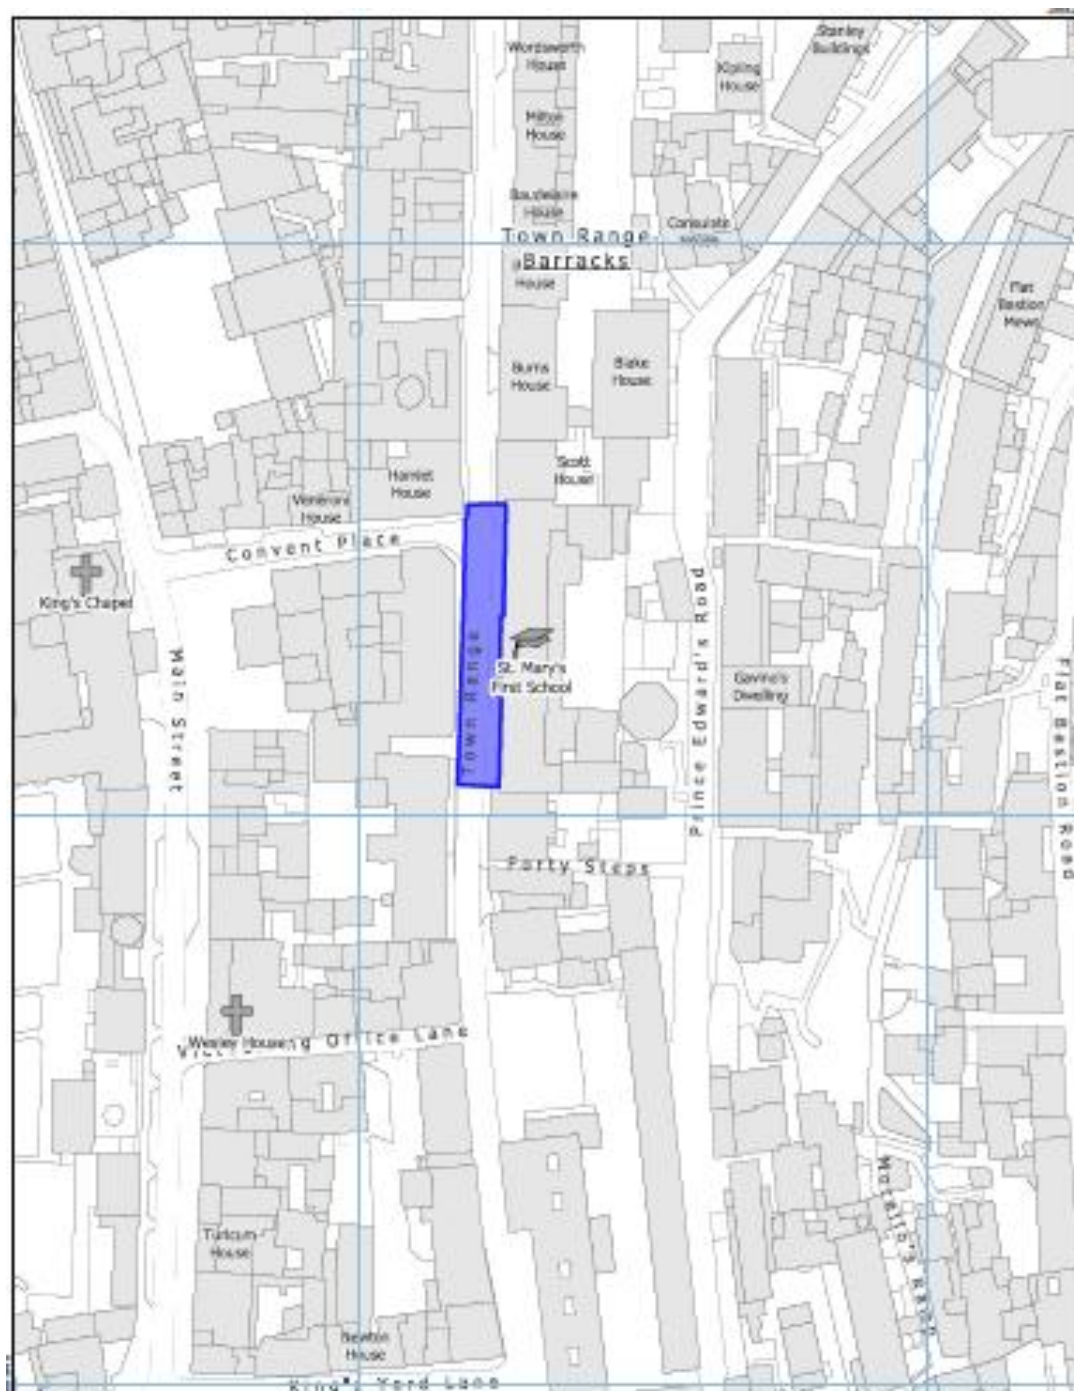 Stanley
Buildings
Wordsworth
House
Kipling
House
Milton
House
Baudelaire
House
Consulate
Town Range
Barracks
House
Flat
Bastion
Mews
Burns
House
Blake
House
Scott
House
Hamlet
House
House
Convent Place
King's Chapel
Town Range
St. Mary's
First School
Main Street
Prince Edward's Road
Gavino's
Dwelling
Flat Bastion Road
Forty Steps
Wesley House
Office Lane
Turicum
House
Newton
House
King's Yard Lane